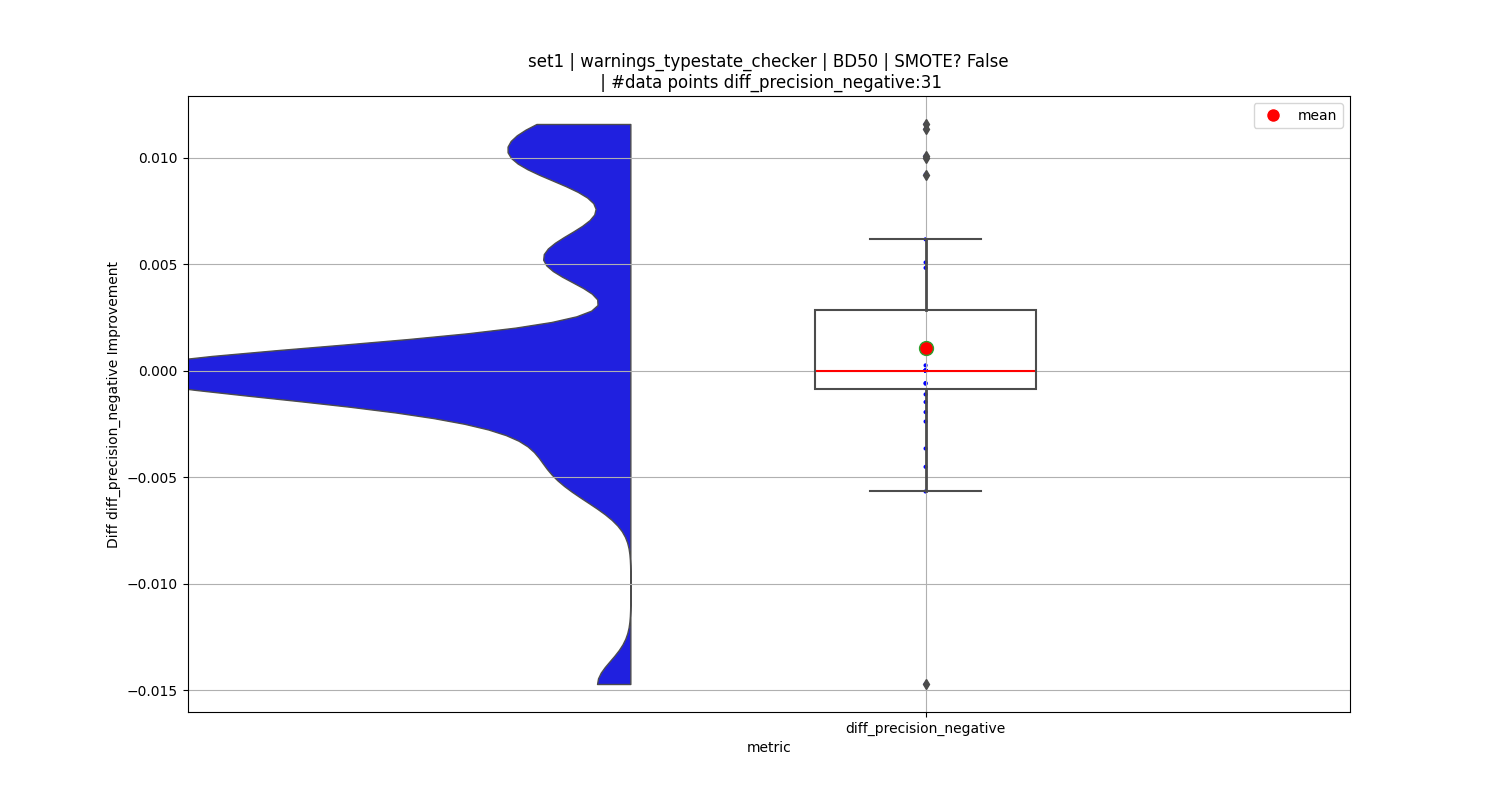 set1 | warnings_typestate_checker | BD50 | SMOTE? False
| #data points diff_precision_negative:31
mean
0.010
0.005
0.000
−0.005
−0.010
−0.015
Diff diff_precision_negative Improvement
diff_precision_negative
metric